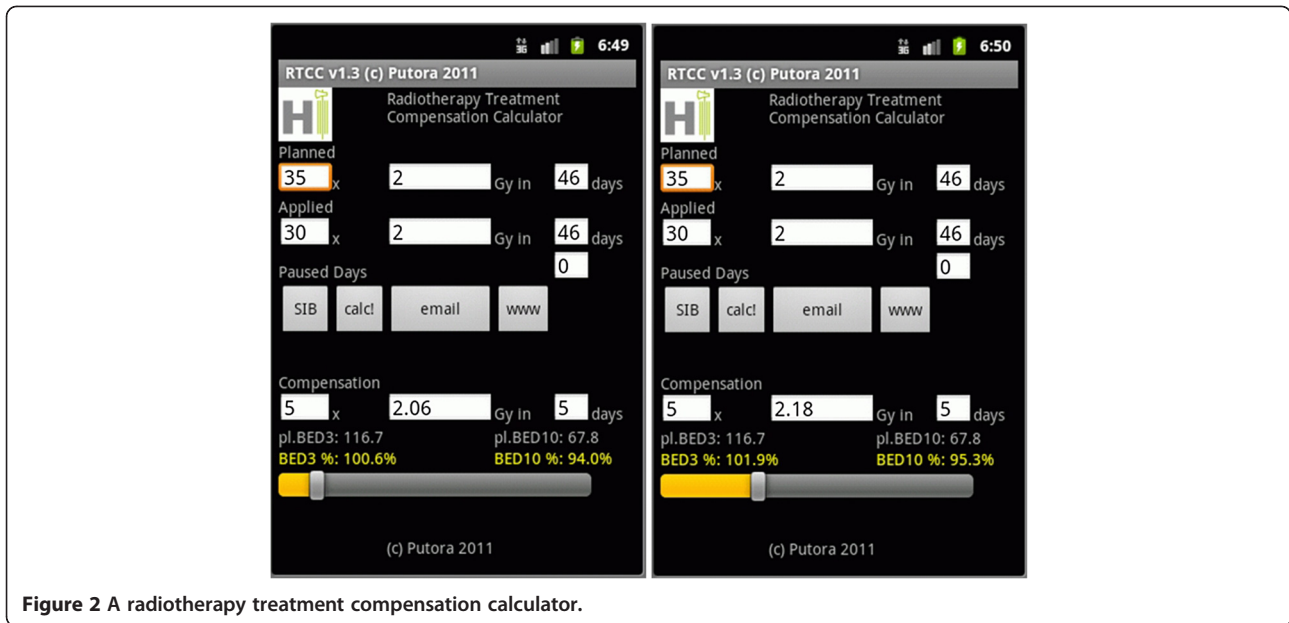 6:49
RTCC v1.3 (c) Putora 2011
H
Radiotherapy Treatment
Compensation Calculator
Planned
35 x 2 Gy in 46 days
Applied
30 x 2 Gy in 46 days
0
Paused Days
SIB calc! email www
Compensation
5 x 2.06 Gy in 5 days
pl.BED3: 116.7 pl.BED10: 67.8
BED3 %: 100.6% BED10 %: 94.0%
(c) Putora 2011
3G 6:50
RTCC v1.3 (c) Putora 2011
H
Radiotherapy Treatment
Compensation Calculator
Planned
35 x 2 Gy in 46 days
Applied
30 x 2 Gy in 46 days
0
Paused Days
SIB calc! email www
Compensation
5 x 2.18 Gy in 5 days
pl.BED3: 116.7 pl.BED10: 67.8
BED3 %: 101.9% BED10 %: 95.3%
(c) Putora 2011
Figure 2 A radiotherapy treatment compensation calculator.